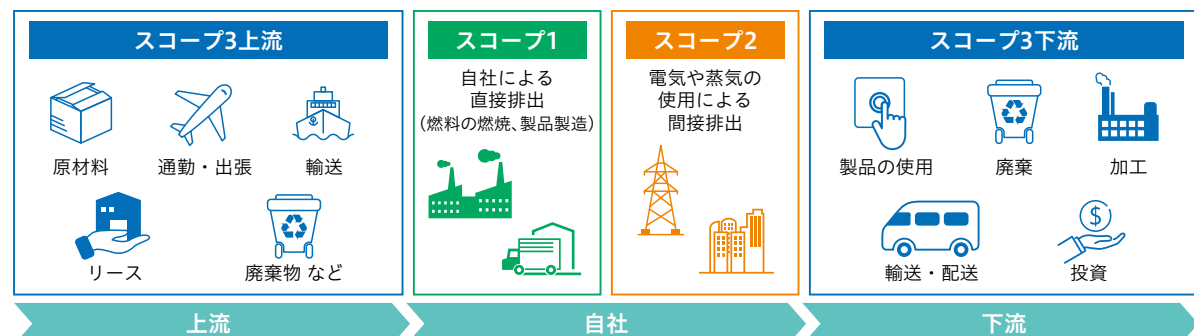 スコープ3上流
原材料
通勤・出張
輸送
リース
廃棄物 など
スコープ1
自社による
直接排出
(燃料の燃焼、製品製造)
スコープ2
電気や蒸気の
使用による
間接排出
スコープ3下流
製品の使用
廃棄
加工
輸送・配送
$
投資
上流
自社
下流